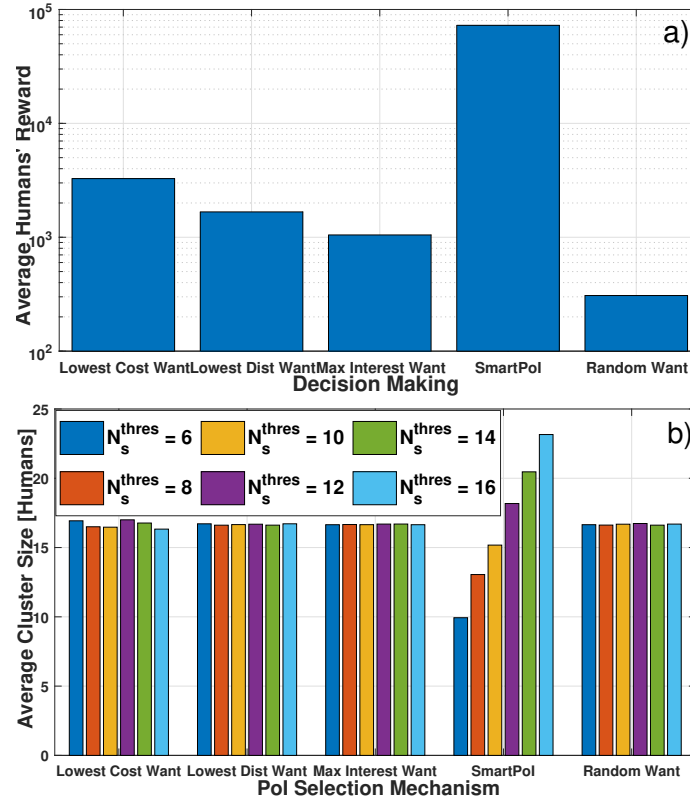 a)
10^5
10^4
10^3
10^2
Average Humans' Reward
Lowest Cost Want Lowest Dist Want Max Interest Want SmartPoI Random Want
Decision Making
b)
N_s^thres = 6 N_s^thres = 10 N_s^thres = 14
N_s^thres = 8 N_s^thres = 12 N_s^thres = 16
25
20
15
10
5
0
Average Cluster Size [Humans]
Lowest Cost Want Lowest Dist Want Max Interest Want SmartPoI Random Want
PoI Selection Mechanism